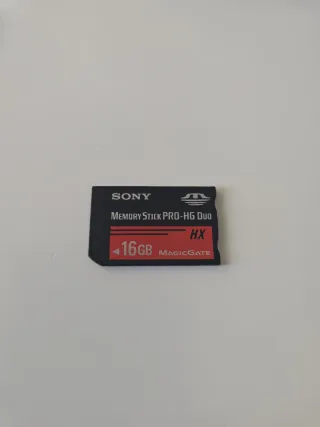 SONY
MEMORY STICK PRO-HG DUO
HX
16GB MAGICGATE